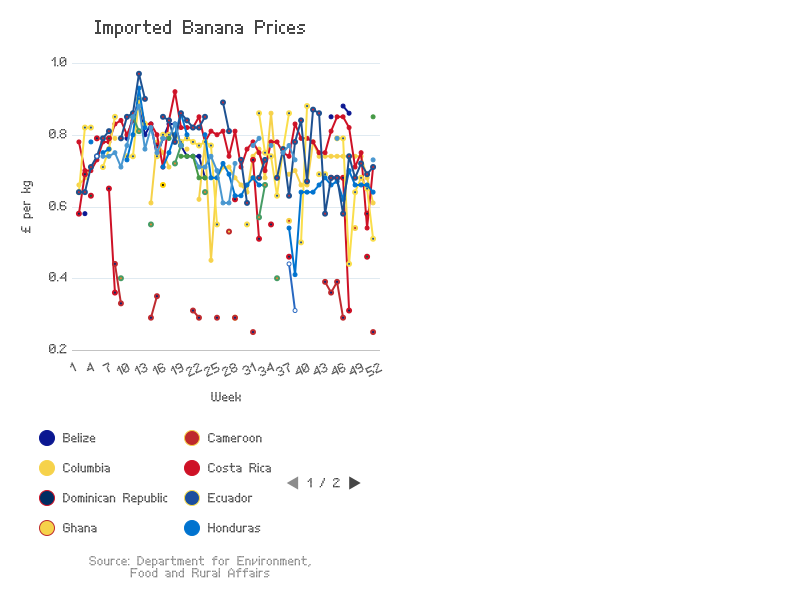 Imported Banana Prices
1.0
0.8
0.6
0.4
0.2
£ per kg
1 4 7 10 13 16 19 22 25 28 31 34 37 40 43 46 49 52
Week
Belize Cameroon
Columbia Costa Rica
1 / 2
Dominican Republic Ecuador
Ghana Honduras
Source: Department for Environment,
Food and Rural Affairs